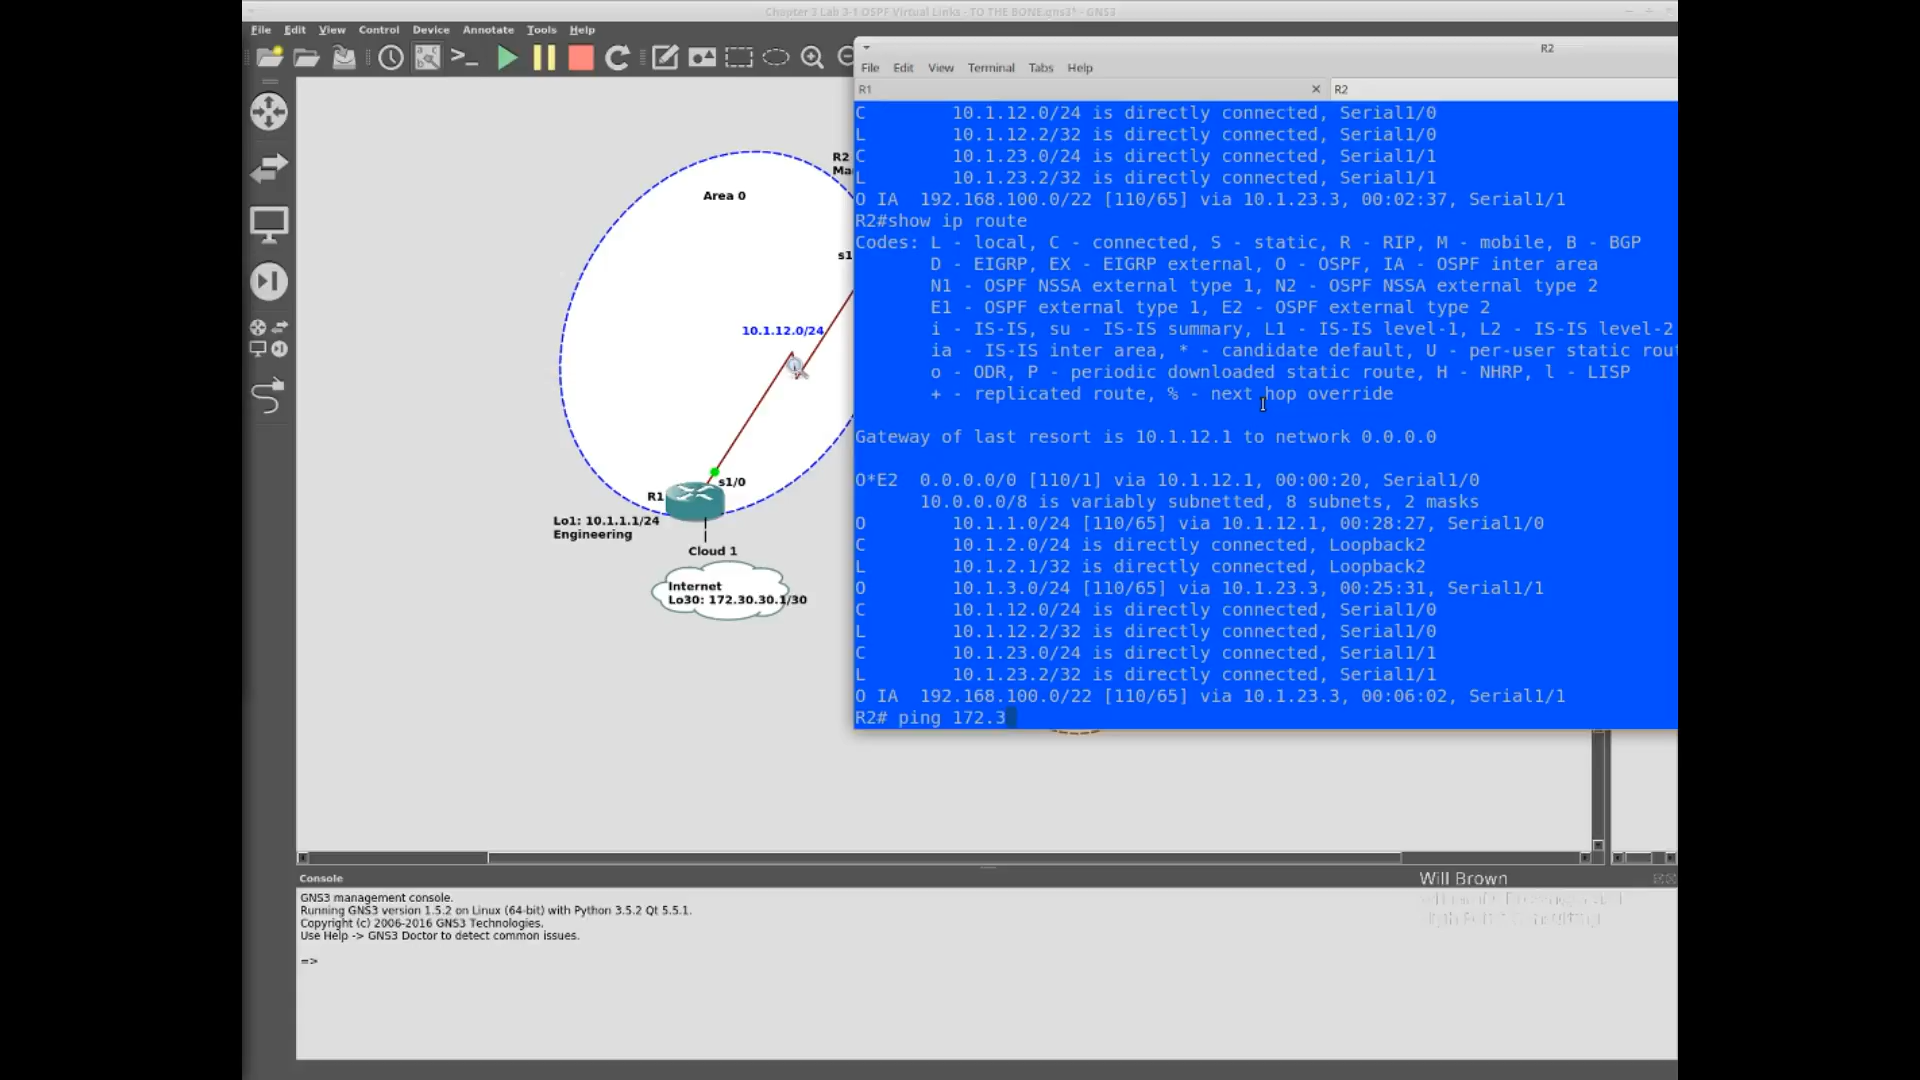 Chapter 3 Lab 3-1 OSPF Virtual Links - TO THE BONE.gns3* - GNS3
File Edit View Control Device Annotate Tools Help
R2
File Edit View Terminal Tabs Help
R1
R2
R2
Ma
Area 0
s1
10.1.12.0/24
s1/0
R1
Lo1: 10.1.1.1/24
Engineering
Cloud 1
Internet
Lo30: 172.30.30.1/30
C 10.1.12.0/24 is directly connected, Serial1/0
L 10.1.12.2/32 is directly connected, Serial1/0
C 10.1.23.0/24 is directly connected, Serial1/1
L 10.1.23.2/32 is directly connected, Serial1/1
O IA 192.168.100.0/22 [110/65] via 10.1.23.3, 00:02:37, Serial1/1
R2#show ip route
Codes: L - local, C - connected, S - static, R - RIP, M - mobile, B - BGP
D - EIGRP, EX - EIGRP external, O - OSPF, IA - OSPF inter area
N1 - OSPF NSSA external type 1, N2 - OSPF NSSA external type 2
E1 - OSPF external type 1, E2 - OSPF external type 2
i - IS-IS, su - IS-IS summary, L1 - IS-IS level-1, L2 - IS-IS level-2
ia - IS-IS inter area, * - candidate default, U - per-user static rou
o - ODR, P - periodic downloaded static route, H - NHRP, l - LISP
+ - replicated route, % - next hop override
Gateway of last resort is 10.1.12.1 to network 0.0.0.0
O*E2 0.0.0.0/0 [110/1] via 10.1.12.1, 00:00:20, Serial1/0
10.0.0.0/8 is variably subnetted, 8 subnets, 2 masks
O 10.1.1.0/24 [110/65] via 10.1.12.1, 00:28:27, Serial1/0
C 10.1.2.0/24 is directly connected, Loopback2
L 10.1.2.1/32 is directly connected, Loopback2
O 10.1.3.0/24 [110/65] via 10.1.23.3, 00:25:31, Serial1/1
C 10.1.12.0/24 is directly connected, Serial1/0
L 10.1.12.2/32 is directly connected, Serial1/0
C 10.1.23.0/24 is directly connected, Serial1/1
L 10.1.23.2/32 is directly connected, Serial1/1
O IA 192.168.100.0/22 [110/65] via 10.1.23.3, 00:06:02, Serial1/1
R2# ping 172.3
Console
Will Brown
GNS3 management console.
Running GNS3 version 1.5.2 on Linux (64-bit) with Python 3.5.2 Qt 5.5.1.
Copyright (c) 2006-2016 GNS3 Technologies.
Use Help -> GNS3 Doctor to detect common issues.
=>